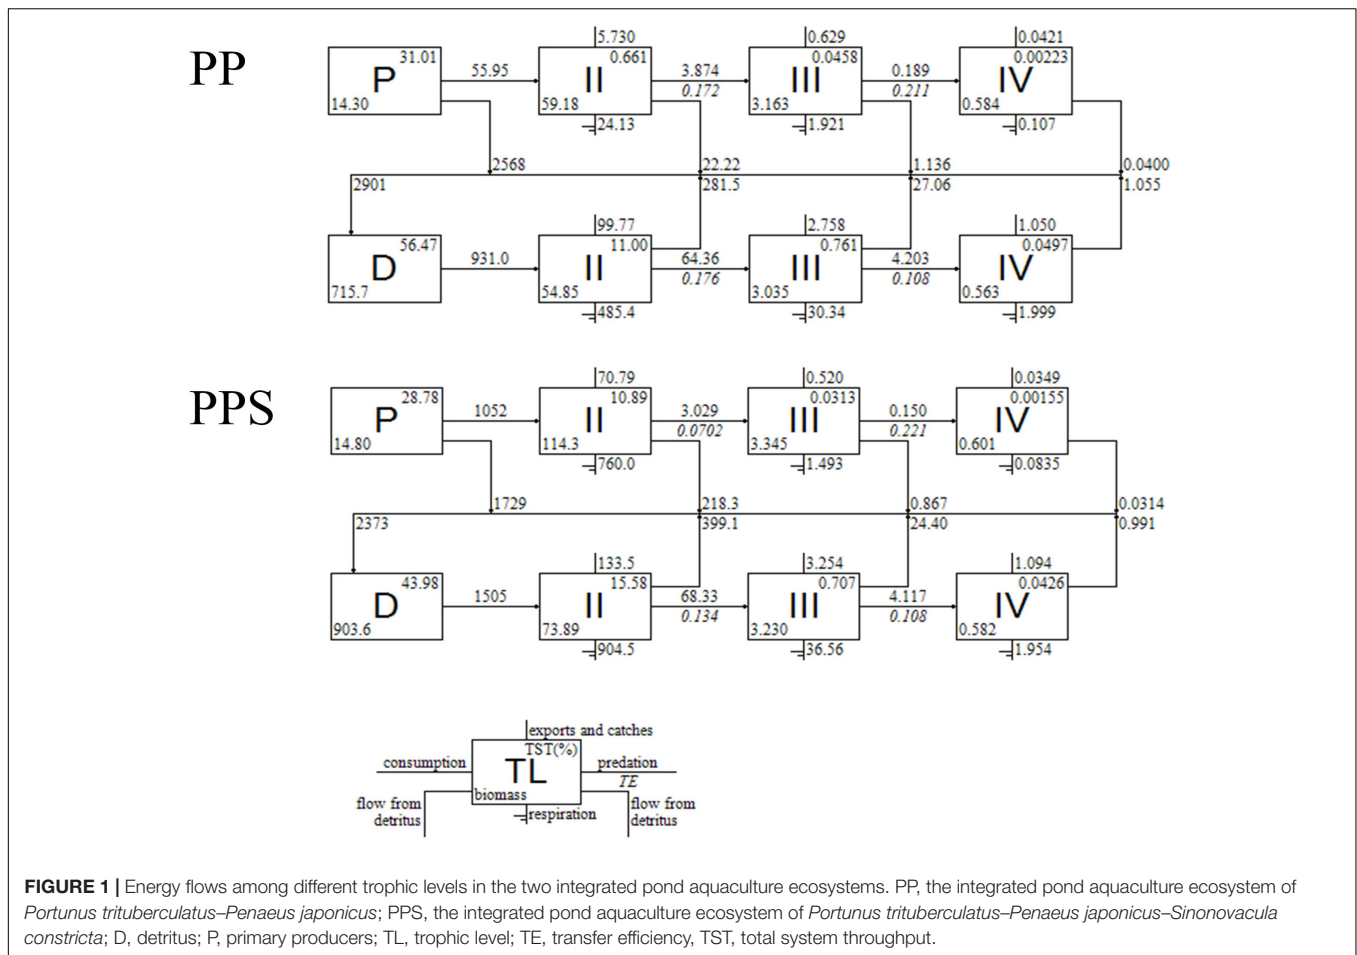 PP
5.730 0.629 0.0421
31.01 0.661 0.0458 0.00223
P 55.95 II 3.874 III 0.189 IV
0.172 0.211
14.30 59.18 3.163 0.584
24.13 1.921 0.107
2568 22.22 1.136 0.0400
2901 281.5 27.06 1.055
99.77 2.758 1.050
56.47 11.00 0.761 0.0497
D 931.0 II 64.36 III 4.203 IV
0.176 0.108
715.7 54.85 3.035 0.563
485.4 30.34 1.999
PPS
70.79 0.520 0.0349
28.78 10.89 0.0313 0.00155
P 1052 II 3.029 III 0.150 IV
0.0702 0.221
14.80 114.3 3.345 0.601
760.0 1.493 0.0835
1729 218.3 0.867 0.0314
2373 399.1 24.40 0.991
133.5 3.254 1.094
43.98 15.58 0.707 0.0426
D 1505 II 68.33 III 4.117 IV
0.134 0.108
903.6 73.89 3.230 0.582
904.5 36.56 1.954
exports and catches
TST(%)
consumption TL predation
TE
biomass
flow from detritus
respiration
flow from detritus
FIGURE 1 | Energy flows among different trophic levels in the two integrated pond aquaculture ecosystems. PP, the integrated pond aquaculture ecosystem of
Portunus trituberculatus–Penaeus japonicus; PPS, the integrated pond aquaculture ecosystem of Portunus trituberculatus–Penaeus japonicus–Sinonovacula
constricta; D, detritus; P, primary producers; TL, trophic level; TE, transfer efficiency, TST, total system throughput.